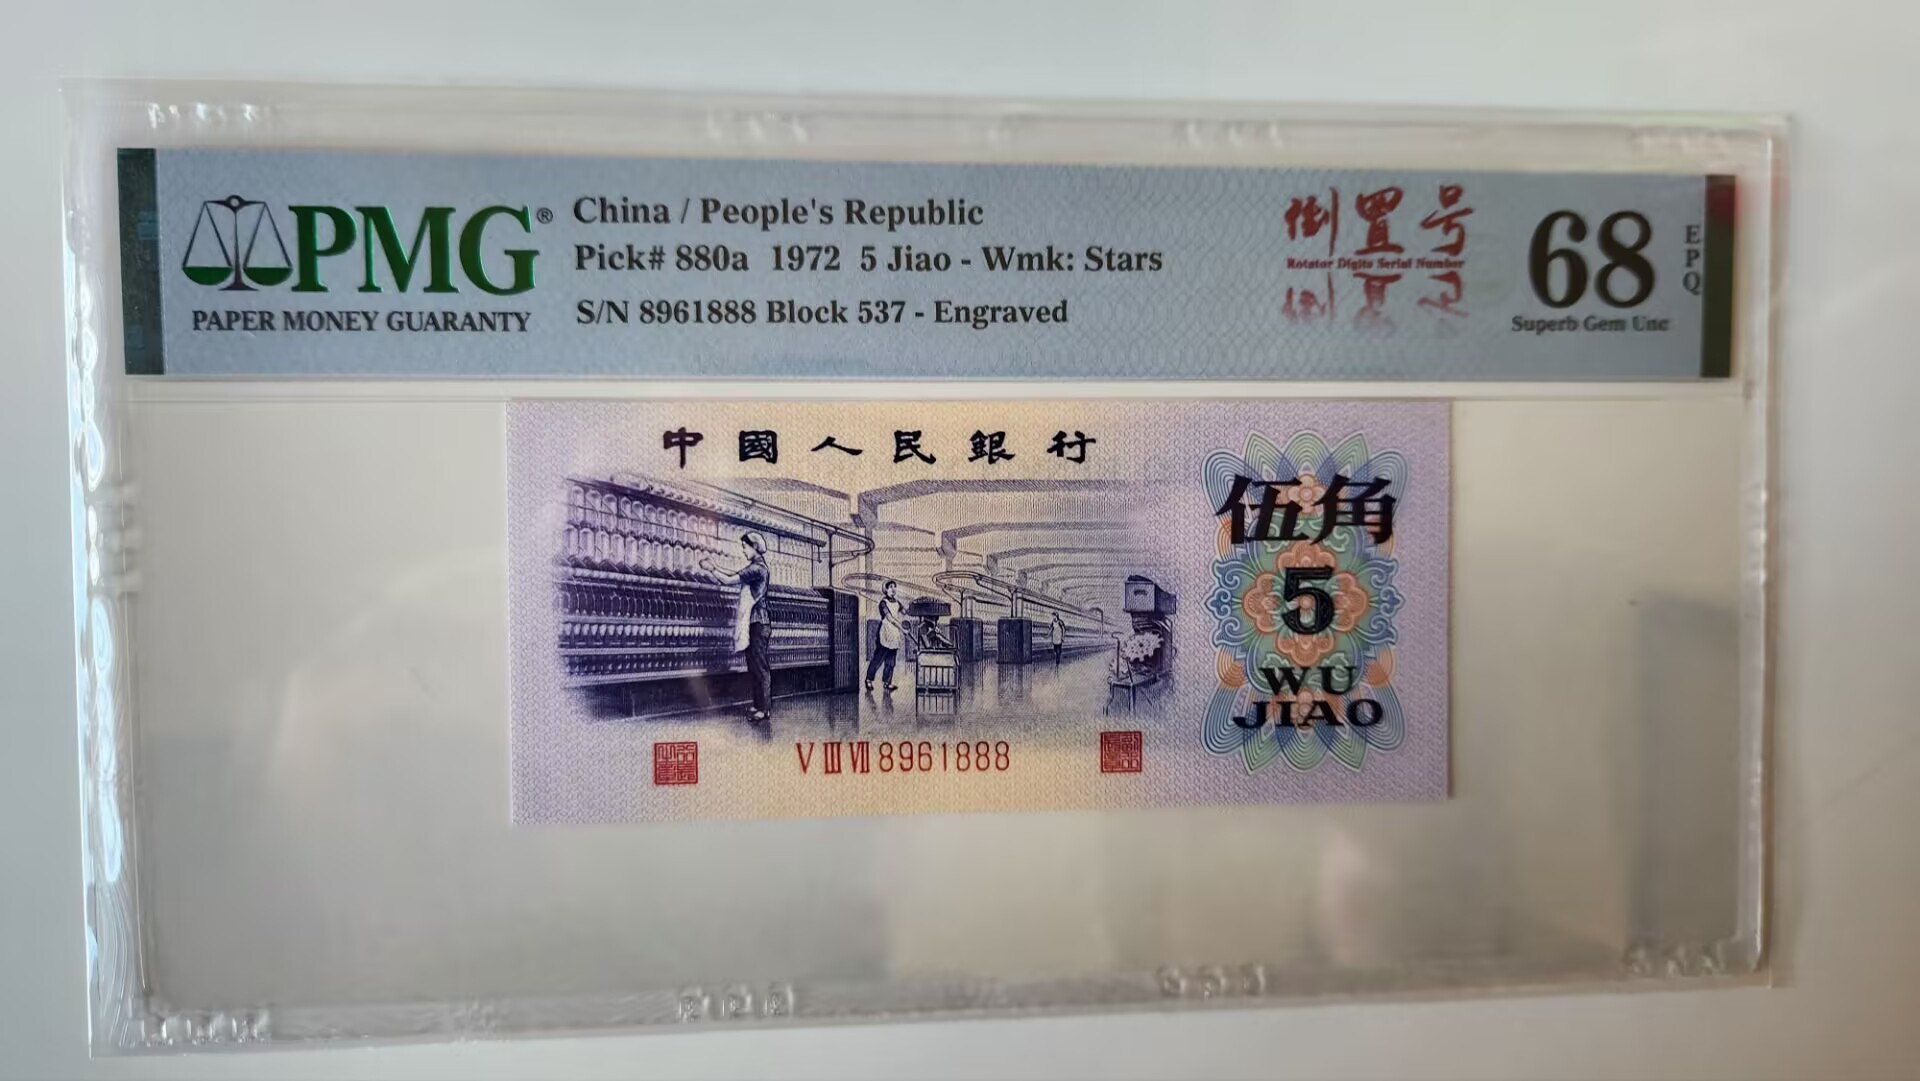 PMG®
PAPER MONEY GUARANTY
China / People's Republic
Pick# 880a 1972 5 Jiao - Wmk: Stars
S/N 8961888 Block 537 - Engraved
倒置号
Rotator Digits Serial Number
68
EPQ
Superb Gem Unc
中國人民銀行
伍角
5
WU
JIAO
V III VII 8961888